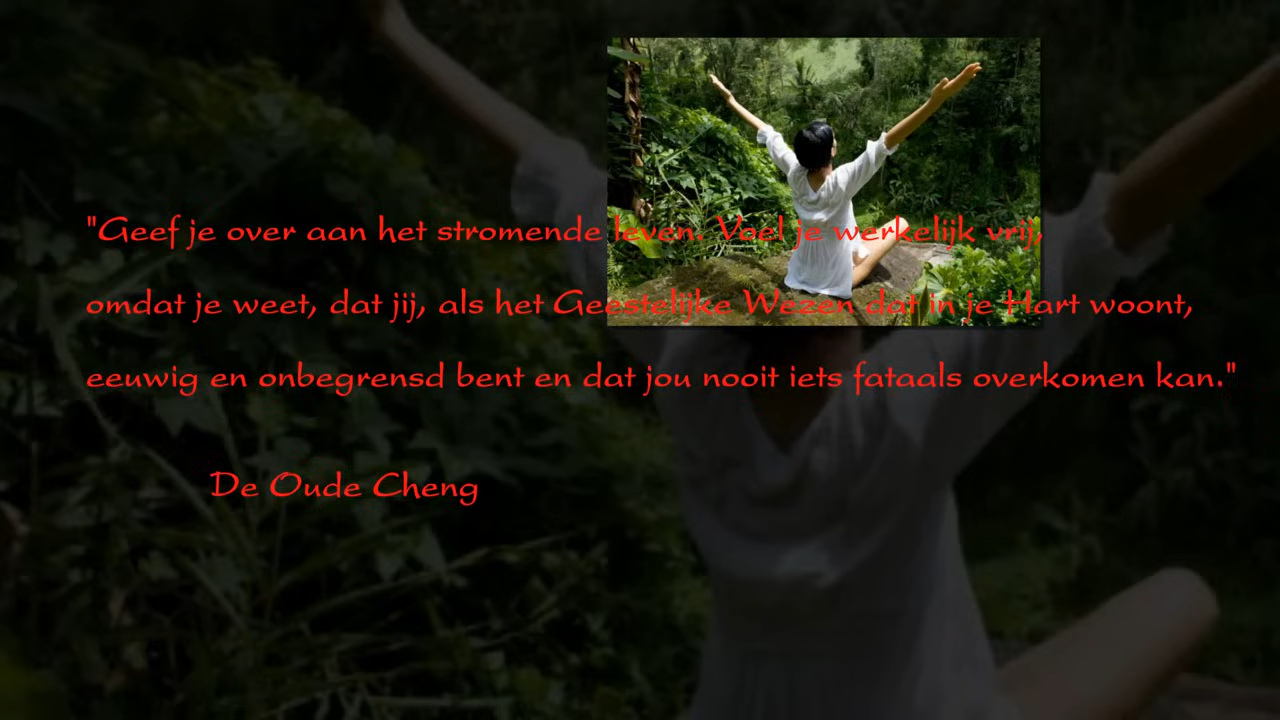 "Geef je over aan het stromende leven. Voel je werkelijk vrij,
omdat je weet, dat jij, als het Geestelijke Wezen dat in je Hart woont,
eeuwig en onbegrensd bent en dat jou nooit iets fataals overkomen kan."
De Oude Cheng